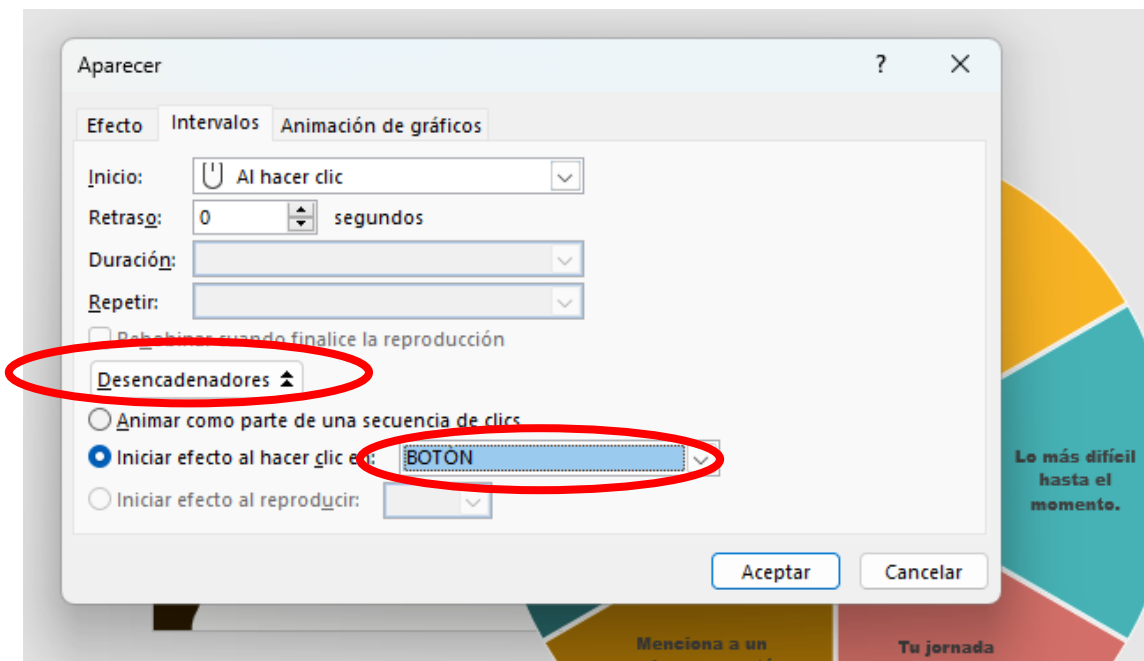 Aparecer ?
Efecto Intervalos Animación de gráficos
Inicio: Al hacer clic
Retraso: 0 segundos
Duración:
Repetir:
Rebobinar cuando finalice la reproducción
Desencadenadores
Animar como parte de una secuencia de clics
Iniciar efecto al hacer clic en: BOTÓN
Iniciar efecto al reproducir:
Aceptar Cancelar
Lo más difícil
hasta el
momento.
Menciona a un
Tu jornada